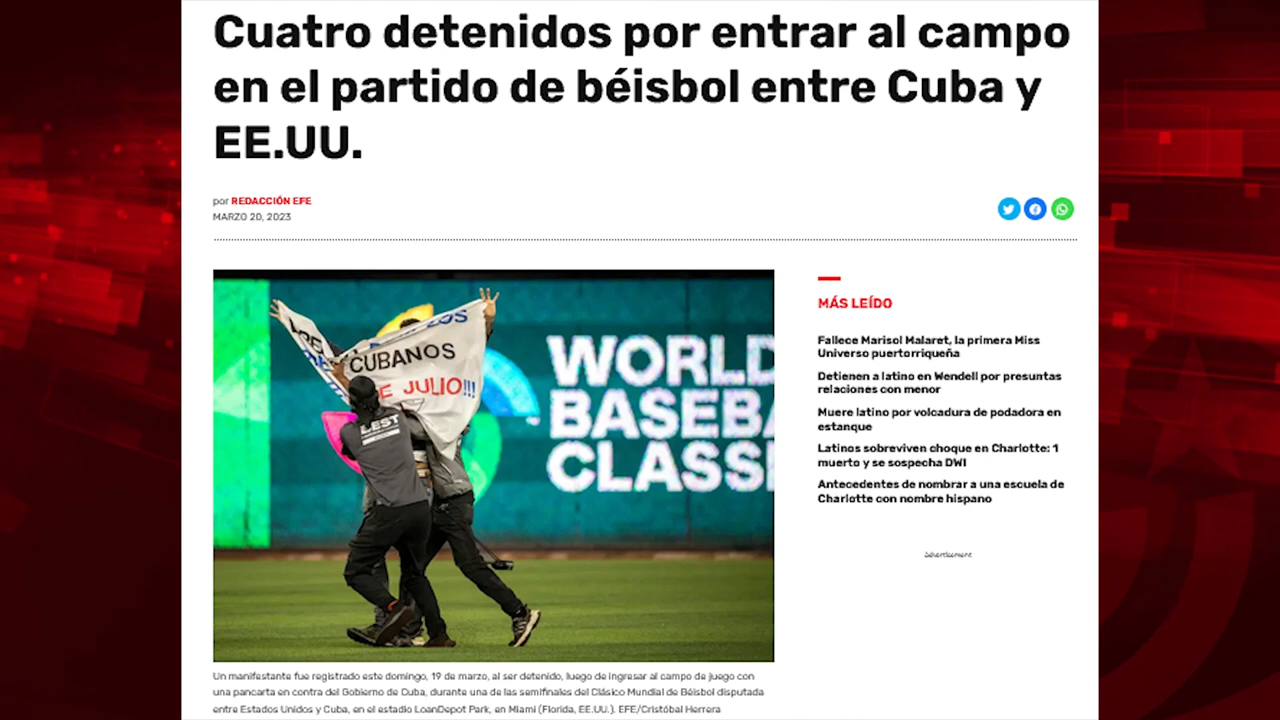 Cuatro detenidos por entrar al campo
en el partido de béisbol entre Cuba y
EE.UU.
por REDACCIÓN EFE
MARZO 20, 2023
LOS
CUBANOS
DE JULIO!!!
LEST
WORLD
BASEBA
CLASSI
Un manifestante fue registrado este domingo, 19 de marzo, al ser detenido, luego de ingresar al campo de juego con
una pancarta en contra del Gobierno de Cuba, durante una de las semifinales del Clásico Mundial de Béisbol disputada
entre Estados Unidos y Cuba, en el estadio LoanDepot Park, en Miami (Florida, EE.UU.). EFE/Cristóbal Herrera
MÁS LEÍDO
Fallece Marisol Malaret, la primera Miss
Universo puertorriqueña
Detienen a latino en Wendell por presuntas
relaciones con menor
Muere latino por volcadura de podadora en
estanque
Latinos sobreviven choque en Charlotte: 1
muerto y se sospecha DWI
Antecedentes de nombrar a una escuela de
Charlotte con nombre hispano
Advertisement